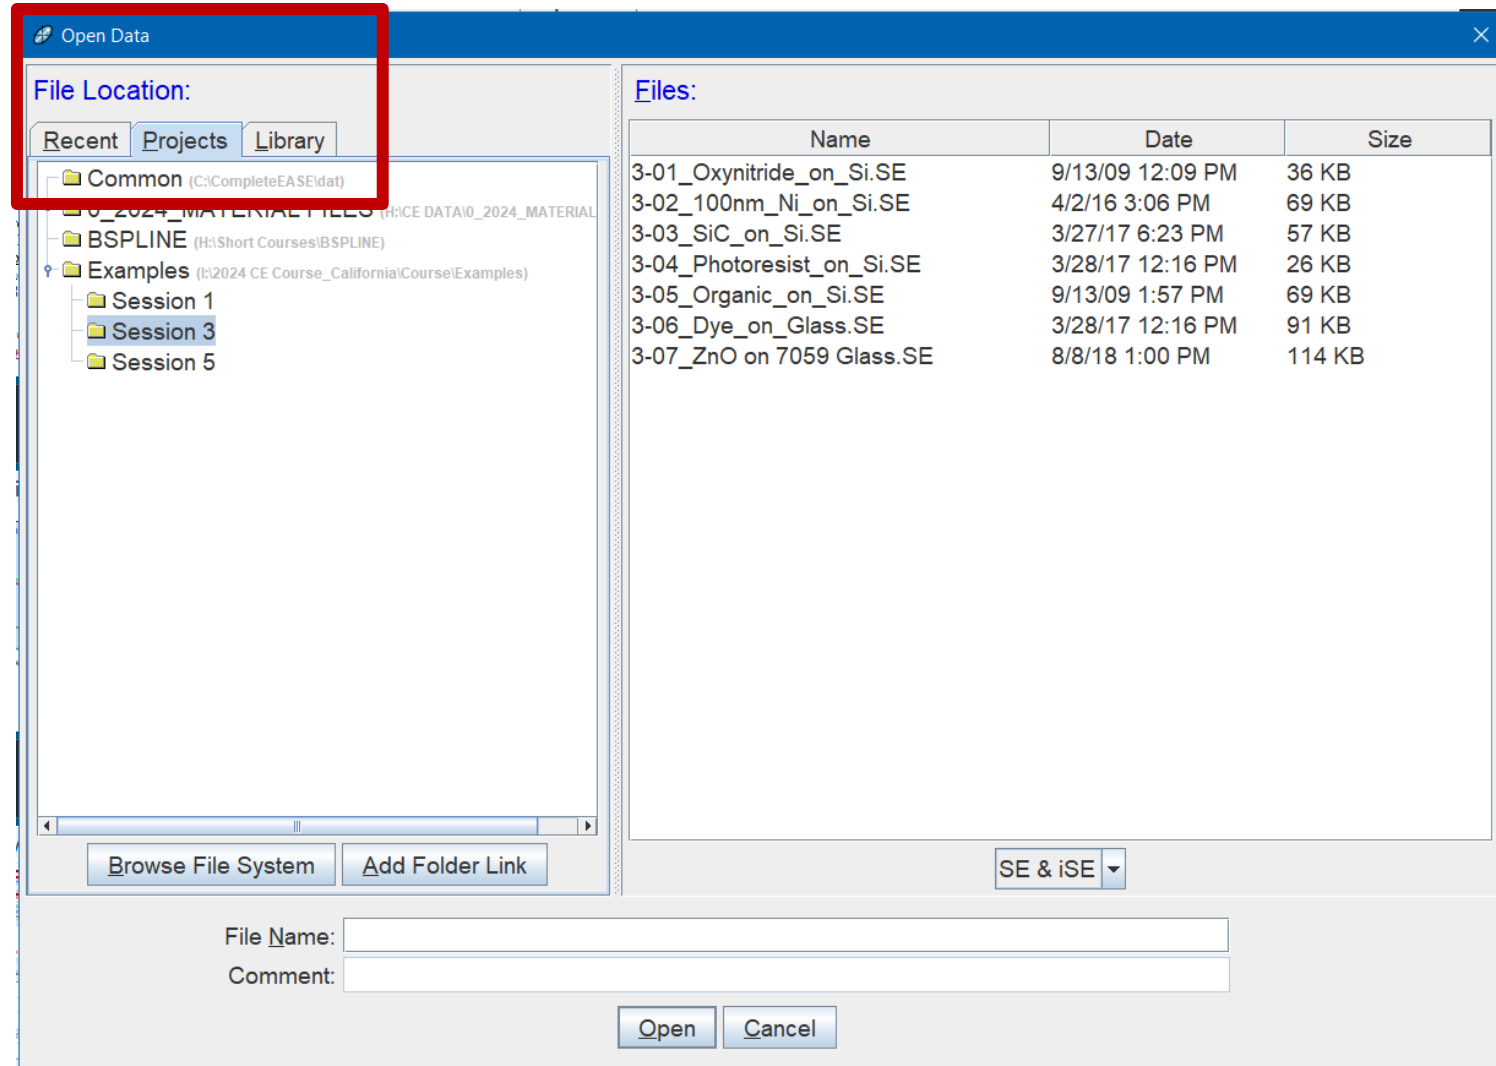 Open Data
File Location:
Recent Projects Library
Common (C:\CompleteEASE\dat)
0_2024_MATERIAL FILES (H:\CE DATA\0_2024_MATERIAL
BSPLINE (H:\Short Courses\BSPLINE)
Examples (I:\2024 CE Course_California\Course\Examples)
Session 1
Session 3
Session 5
Browse File System Add Folder Link
Files:
Name Date Size
3-01_Oxynitride_on_Si.SE 9/13/09 12:09 PM 36 KB
3-02_100nm_Ni_on_Si.SE 4/2/16 3:06 PM 69 KB
3-03_SiC_on_Si.SE 3/27/17 6:23 PM 57 KB
3-04_Photoresist_on_Si.SE 3/28/17 12:16 PM 26 KB
3-05_Organic_on_Si.SE 9/13/09 1:57 PM 69 KB
3-06_Dye_on_Glass.SE 3/28/17 12:16 PM 91 KB
3-07_ZnO on 7059 Glass.SE 8/8/18 1:00 PM 114 KB
SE & iSE
File Name:
Comment:
Open Cancel